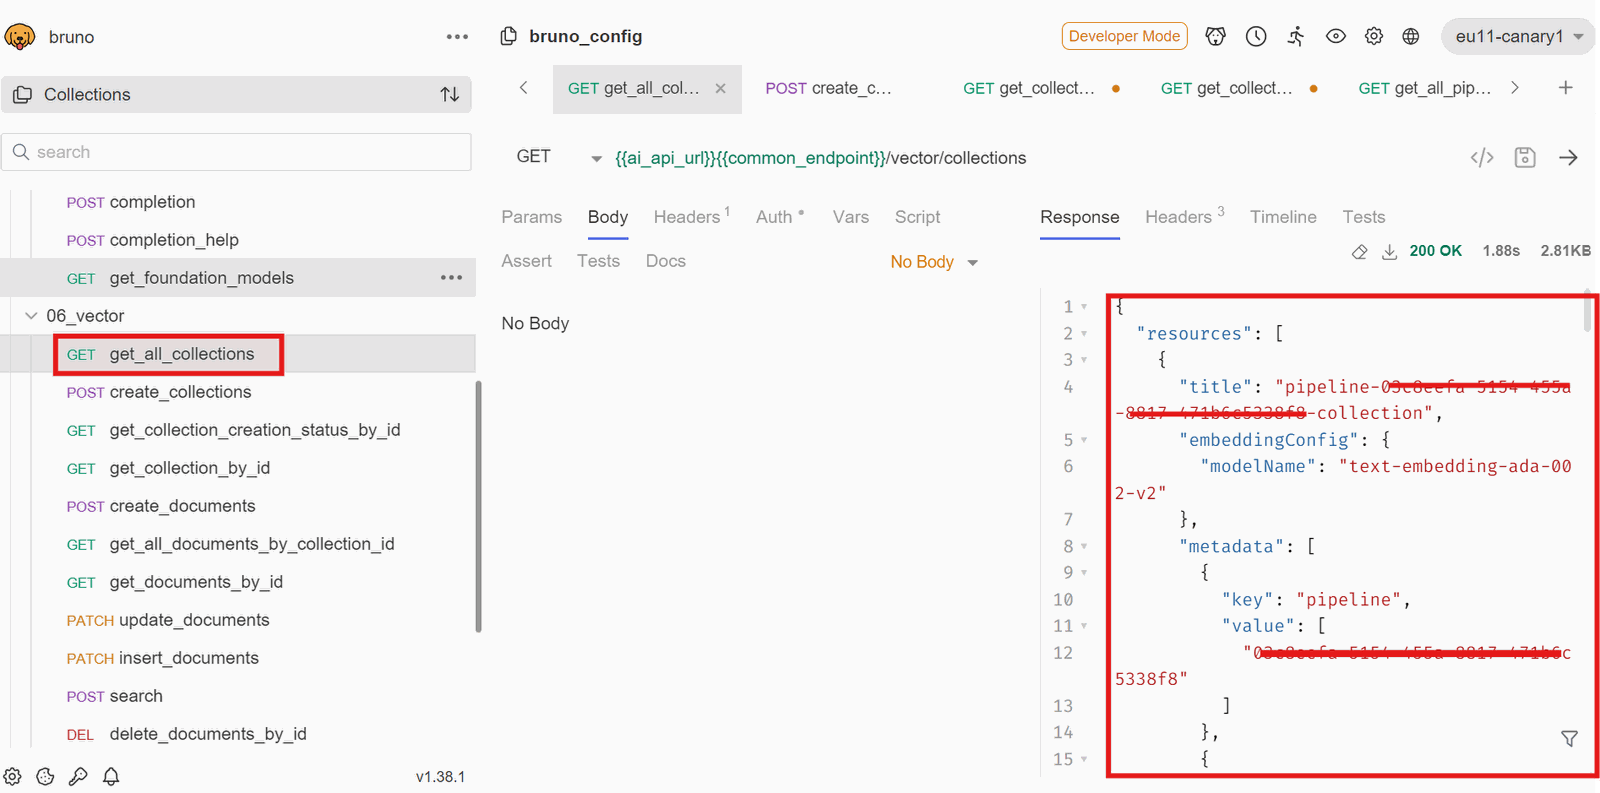 bruno
Collections
search
POST completion
POST completion_help
GET get_foundation_models
06_vector
GET get_all_collections
POST create_collections
GET get_collection_creation_status_by_id
GET get_collection_by_id
POST create_documents
GET get_all_documents_by_collection_id
GET get_documents_by_id
PATCH update_documents
PATCH insert_documents
POST search
DEL delete_documents_by_id
v1.38.1
bruno_config
Developer Mode
eu11-canary1
GET get_all_col...
POST create_c...
GET get_collect...
GET get_collect...
GET get_all_pip...
GET {{ai_api_url}}{{common_endpoint}}/vector/collections
Params Body Headers 1 Auth Vars Script
Assert Tests Docs
No Body
No Body
Response Headers 3 Timeline Tests
200 OK 1.88s 2.81KB
1 {
2 "resources": [
3 {
4 "title": "pipeline-
-collection",
5 "embeddingConfig": {
6 "modelName": "text-embedding-ada-00
2-v2"
7 },
8 "metadata": [
9 {
10 "key": "pipeline",
11 "value": [
12
5338f8"
13 ]
14 },
15 {